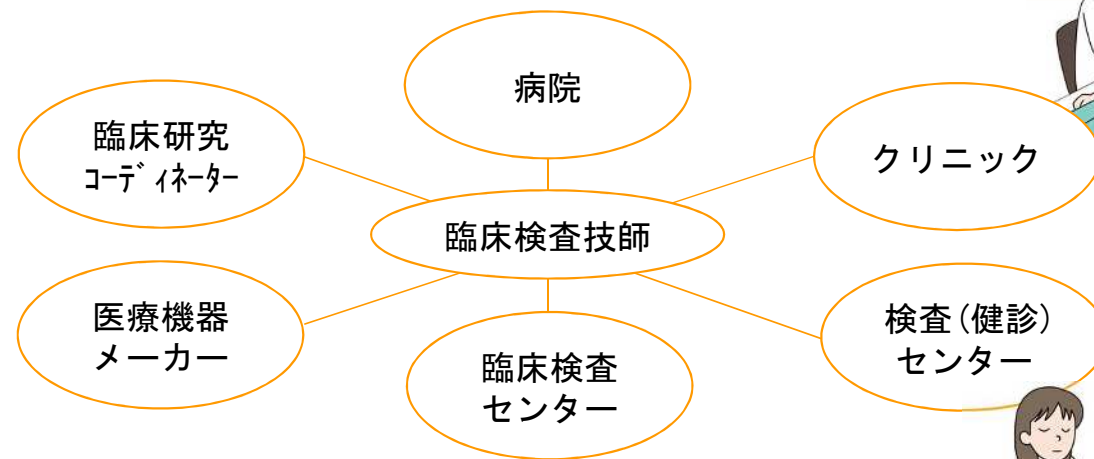 病院
臨床研究
ｺｰﾃﾞｨﾈｰﾀｰ
クリニック
臨床検査技師
医療機器
メーカー
臨床検査
センター
検査(健診)
センター